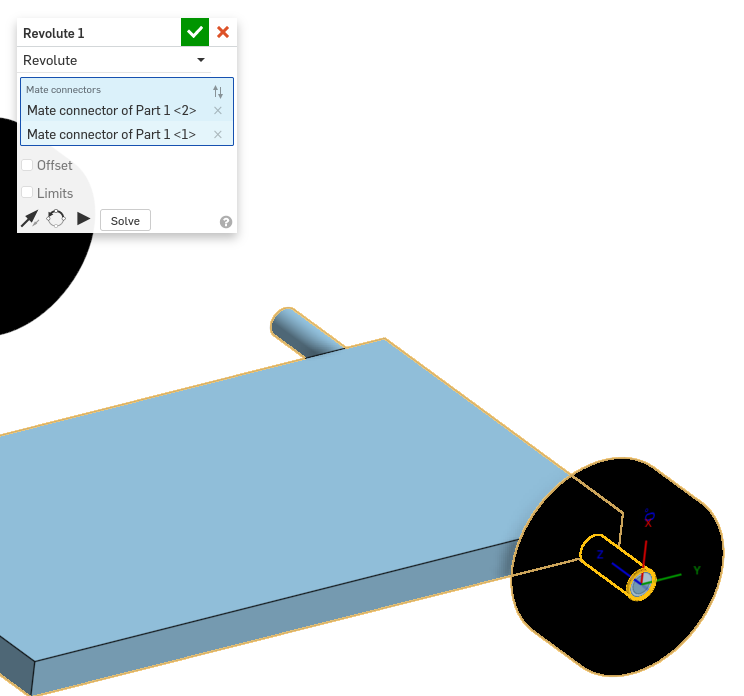 Revolute 1
Revolute
Mate connectors
Mate connector of Part 1 <2>
Mate connector of Part 1 <1>
Offset
Limits
Solve
X
Z
Y